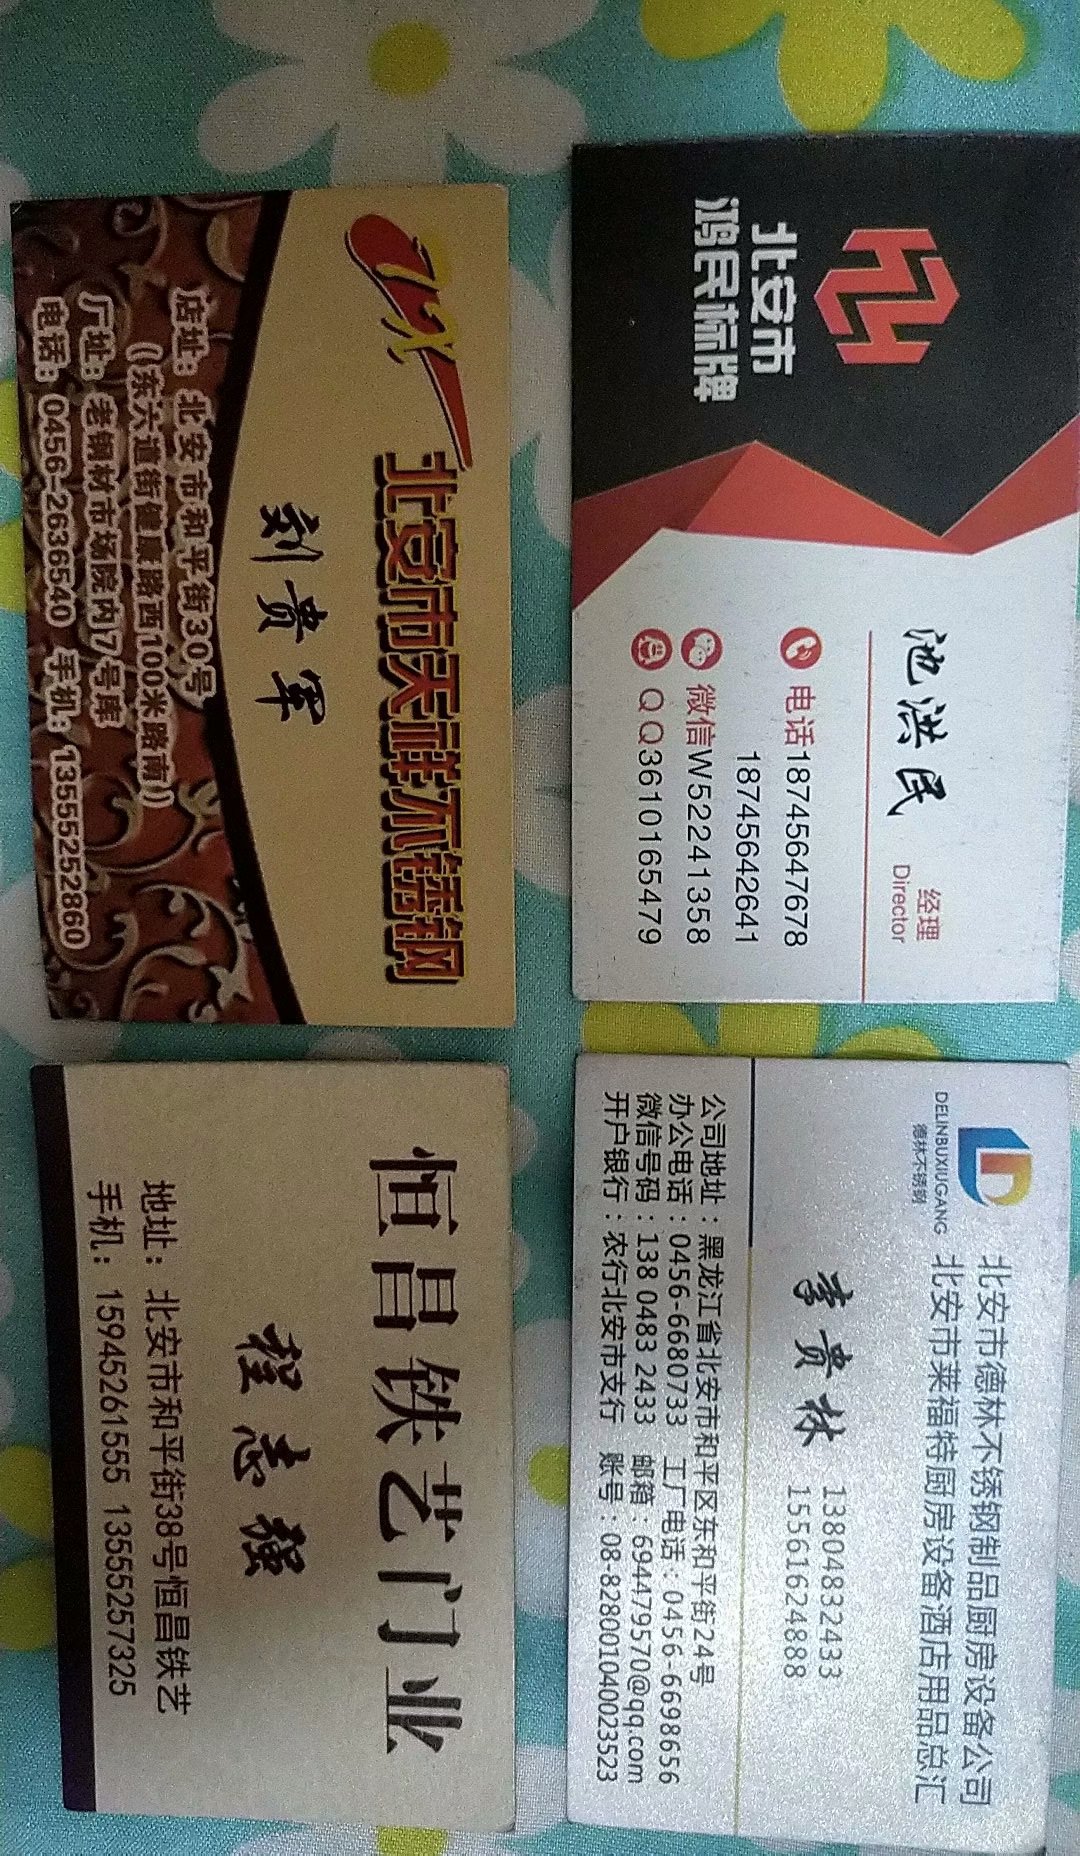 北安市
鸿民标牌
池洪民
经理
Director
电话18745647678
18745642641
微信W52241358
QQ3610165479
北安市天硅不锈钢
刘贵军
店址：北安市和平街30号
(东六道街健康路西100米路南)
厂址：老钢材市场院内7号库
电话：0456-2636540 手机：13555252860
DELINBUXIUGANG
德林不锈钢
北安市德林不锈钢制品厨房设备公司
北安市莱福特厨房设备酒店用品总汇
李贵林
13804832433
15561624888
公司地址：黑龙江省北安市和平区东和平街24号
办公电话：0456-6680733 工厂电话：0456-6698656
微信号码：138 0483 2433 邮箱：694479570@qq.com
开户银行：农行北安市支行 账号：08-828001040023523
恒昌铁艺门业
程志强
地址：北安市和平街38号恒昌铁艺
手机：15945261555 13555257325